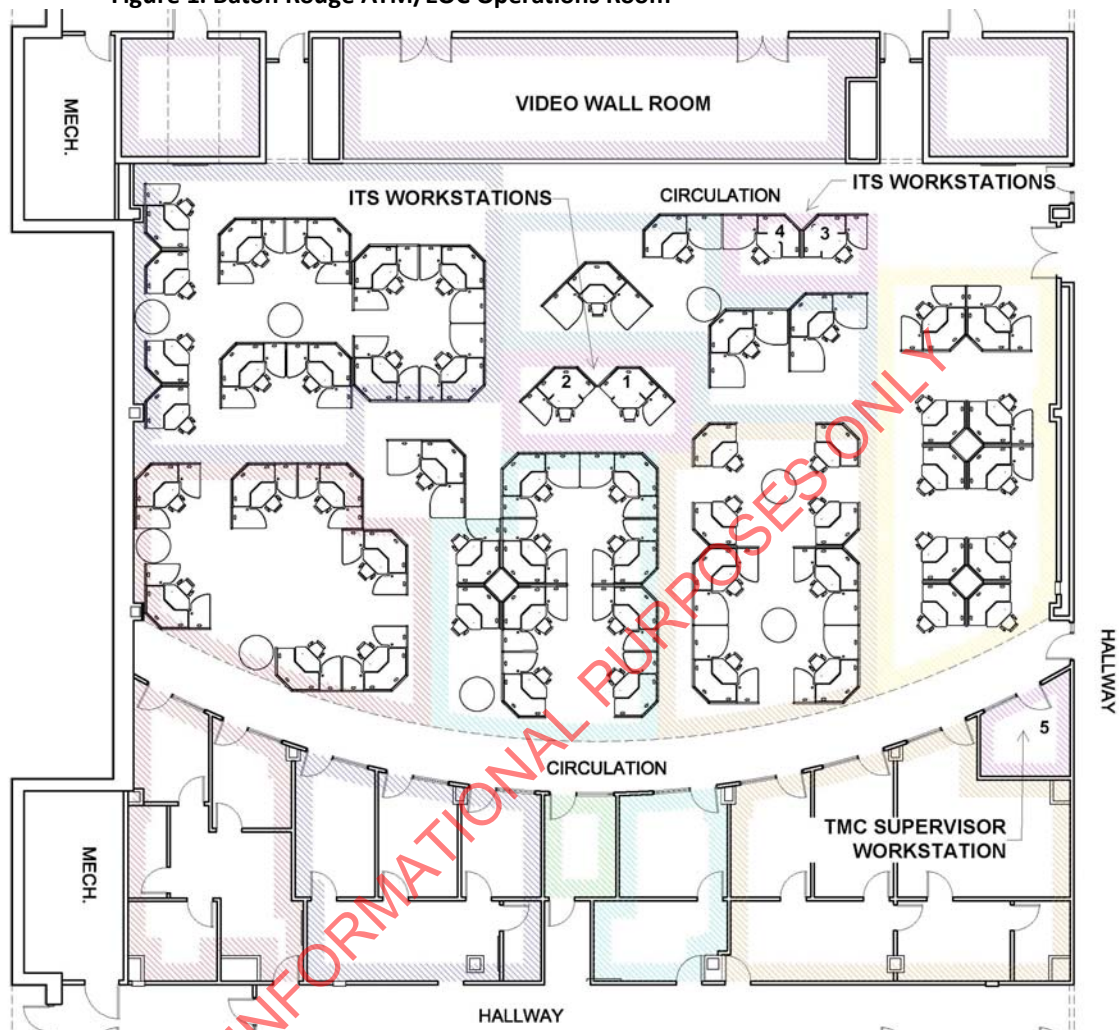 Figure 1. Baton Rouge ATM/EOC Operations Room
MECH.
VIDEO WALL ROOM
ITS WORKSTATIONS
CIRCULATION
ITS WORKSTATIONS
4
3
2
1
INFORMATIONAL PURPOSES ONLY
HALLWAY
5
CIRCULATION
TMC SUPERVISOR
WORKSTATION
MECH.
HALLWAY